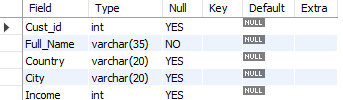 Field Type Null Key Default Extra
Cust_id int YES NULL
Full_Name varchar(35) NO NULL
Country varchar(20) YES NULL
City varchar(20) YES NULL
Income int YES NULL